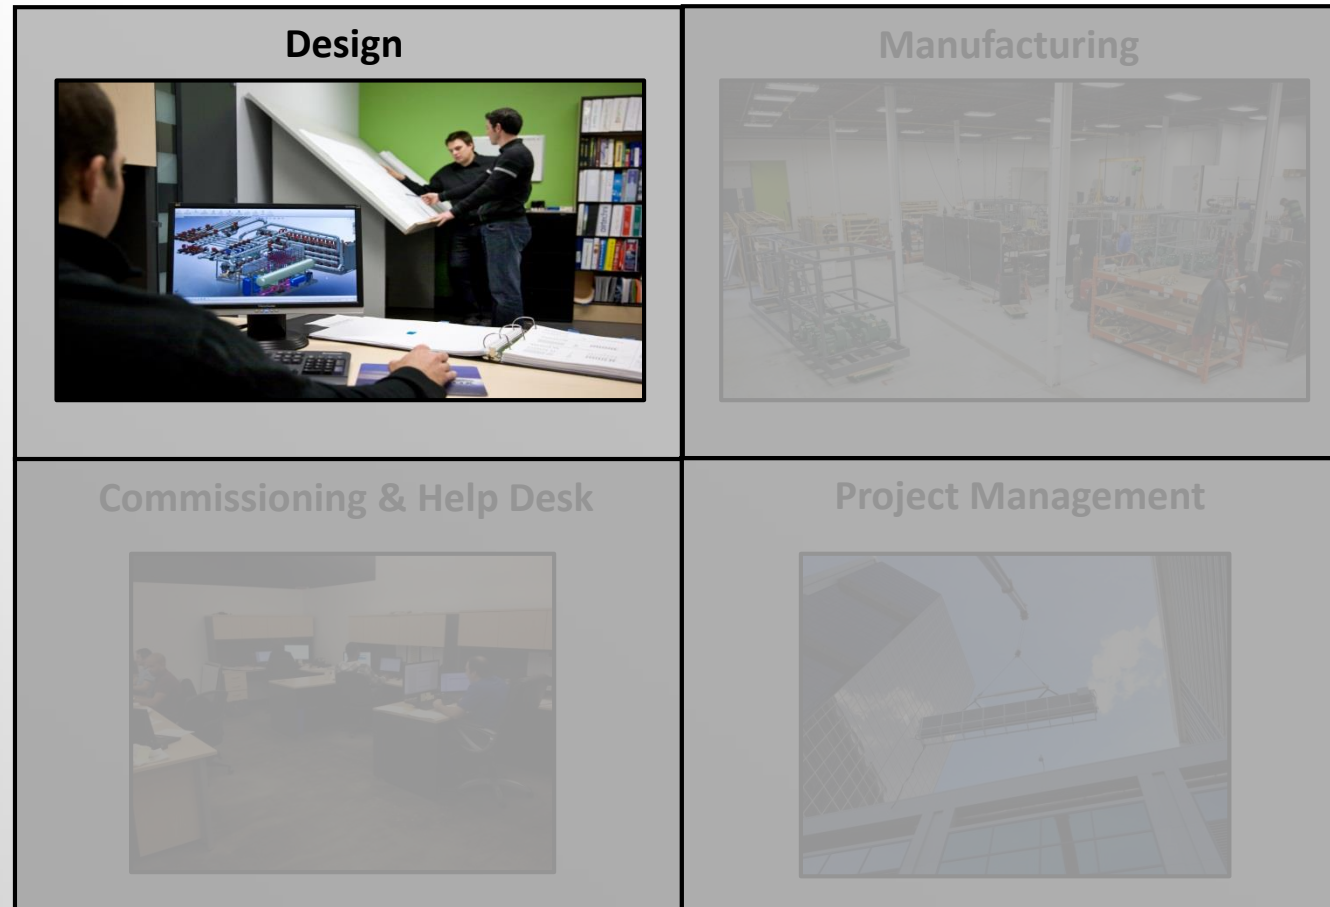 Design
Manufacturing
Commissioning & Help Desk
Project Management